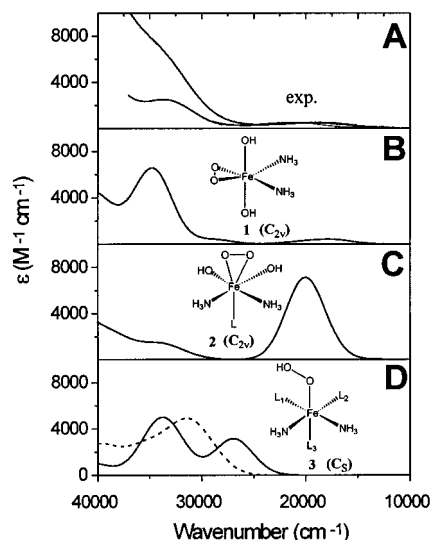 8000
4000
A
exp.
8000
4000
B
OH
O
O
Fe
NH₃
NH₃
OH
1 (C₂ᵥ)
ε (M⁻¹ cm⁻¹)
8000
4000
C
O
O
HO
OH
Fe
H₃N
NH₃
L
2 (C₂ᵥ)
8000
4000
0
D
HO
O
L₁
L₂
Fe
H₃N
NH₃
L₃
3 (Cₛ)
40000 30000 20000 10000
Wavenumber (cm⁻¹)